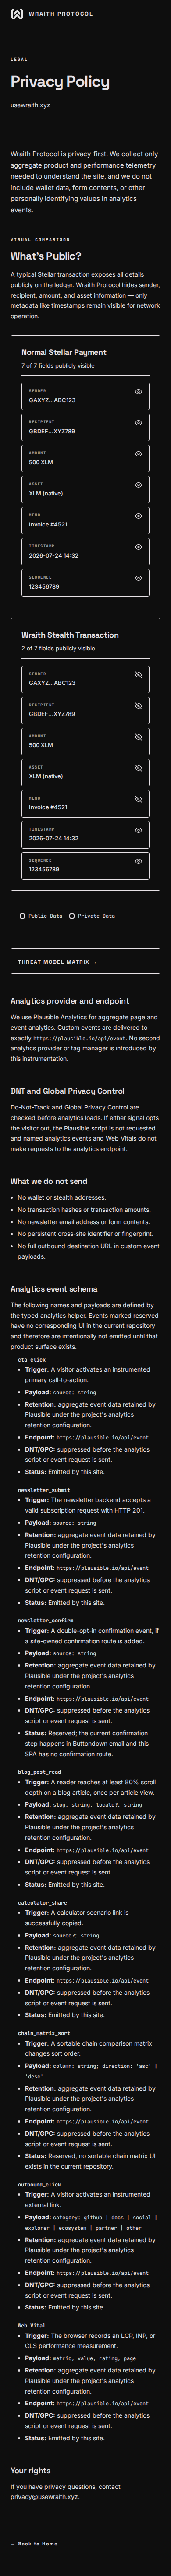 WRAITH PROTOCOL
LEGAL
Privacy Policy
usewraith.xyz
Wraith Protocol is privacy-first. We collect only
aggregate product and performance telemetry
needed to understand the site, and we do not
include wallet data, form contents, or other
personally identifying values in analytics
events.
VISUAL COMPARISON
What's Public?
A typical Stellar transaction exposes all details
publicly on the ledger. Wraith Protocol hides sender,
recipient, amount, and asset information — only
metadata like timestamps remain visible for network
operation.
Normal Stellar Payment
7 of 7 fields publicly visible
SENDER
GAXYZ...ABC123
RECIPIENT
GBDEF...XYZ789
AMOUNT
500 XLM
ASSET
XLM (native)
MEMO
Invoice #4521
TIMESTAMP
2026-07-24 14:32
SEQUENCE
123456789
Wraith Stealth Transaction
2 of 7 fields publicly visible
SENDER
GAXYZ...ABC123
RECIPIENT
GBDEF...XYZ789
AMOUNT
500 XLM
ASSET
XLM (native)
MEMO
Invoice #4521
TIMESTAMP
2026-07-24 14:32
SEQUENCE
123456789
Public Data Private Data
THREAT MODEL MATRIX →
Analytics provider and endpoint
We use Plausible Analytics for aggregate page and
event analytics. Custom events are delivered to
exactly https://plausible.io/api/event. No second
analytics provider or tag manager is introduced by
this instrumentation.
DNT and Global Privacy Control
Do-Not-Track and Global Privacy Control are
checked before analytics loads. If either signal opts
the visitor out, the Plausible script is not requested
and named analytics events and Web Vitals do not
make requests to the analytics endpoint.
What we do not send
• No wallet or stealth addresses.
• No transaction hashes or transaction amounts.
• No newsletter email address or form contents.
• No persistent cross-site identifier or fingerprint.
• No full outbound destination URL in custom event
payloads.
Analytics event schema
The following names and payloads are defined by
the typed analytics helper. Events marked reserved
have no corresponding UI in the current repository
and therefore are intentionally not emitted until that
product surface exists.
cta_click
• Trigger: A visitor activates an instrumented
primary call-to-action.
• Payload: source: string
• Retention: aggregate event data retained by
Plausible under the project's analytics
retention configuration.
• Endpoint: https://plausible.io/api/event
• DNT/GPC: suppressed before the analytics
script or event request is sent.
• Status: Emitted by this site.
newsletter_submit
• Trigger: The newsletter backend accepts a
valid subscription request with HTTP 201.
• Payload: source: string
• Retention: aggregate event data retained by
Plausible under the project's analytics
retention configuration.
• Endpoint: https://plausible.io/api/event
• DNT/GPC: suppressed before the analytics
script or event request is sent.
• Status: Emitted by this site.
newsletter_confirm
• Trigger: A double-opt-in confirmation event, if
a site-owned confirmation route is added.
• Payload: source: string
• Retention: aggregate event data retained by
Plausible under the project's analytics
retention configuration.
• Endpoint: https://plausible.io/api/event
• DNT/GPC: suppressed before the analytics
script or event request is sent.
• Status: Reserved; the current confirmation
step happens in Buttondown email and this
SPA has no confirmation route.
blog_post_read
• Trigger: A reader reaches at least 80% scroll
depth on a blog article, once per article view.
• Payload: slug: string; locale?: string
• Retention: aggregate event data retained by
Plausible under the project's analytics
retention configuration.
• Endpoint: https://plausible.io/api/event
• DNT/GPC: suppressed before the analytics
script or event request is sent.
• Status: Emitted by this site.
calculator_share
• Trigger: A calculator scenario link is
successfully copied.
• Payload: source?: string
• Retention: aggregate event data retained by
Plausible under the project's analytics
retention configuration.
• Endpoint: https://plausible.io/api/event
• DNT/GPC: suppressed before the analytics
script or event request is sent.
• Status: Emitted by this site.
chain_matrix_sort
• Trigger: A sortable chain comparison matrix
changes sort order.
• Payload: column: string; direction: 'asc' |
'desc'
• Retention: aggregate event data retained by
Plausible under the project's analytics
retention configuration.
• Endpoint: https://plausible.io/api/event
• DNT/GPC: suppressed before the analytics
script or event request is sent.
• Status: Reserved; no sortable chain matrix UI
exists in the current repository.
outbound_click
• Trigger: A visitor activates an instrumented
external link.
• Payload: category: github | docs | social |
explorer | ecosystem | partner | other
• Retention: aggregate event data retained by
Plausible under the project's analytics
retention configuration.
• Endpoint: https://plausible.io/api/event
• DNT/GPC: suppressed before the analytics
script or event request is sent.
• Status: Emitted by this site.
Web Vital
• Trigger: The browser records an LCP, INP, or
CLS performance measurement.
• Payload: metric, value, rating, page
• Retention: aggregate event data retained by
Plausible under the project's analytics
retention configuration.
• Endpoint: https://plausible.io/api/event
• DNT/GPC: suppressed before the analytics
script or event request is sent.
• Status: Emitted by this site.
Your rights
If you have privacy questions, contact
privacy@usewraith.xyz.
← Back to Home